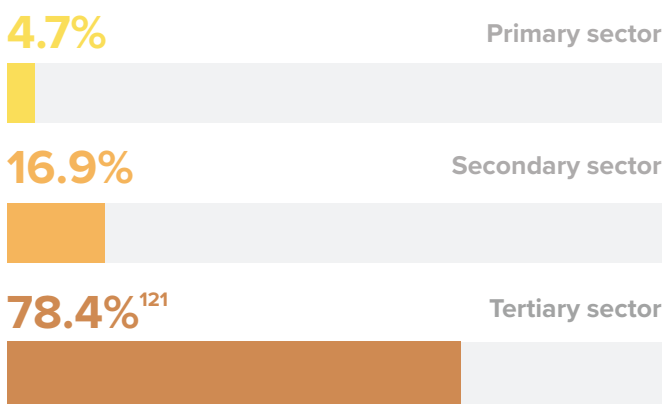 4.7% Primary sector
16.9% Secondary sector
78.4%121 Tertiary sector